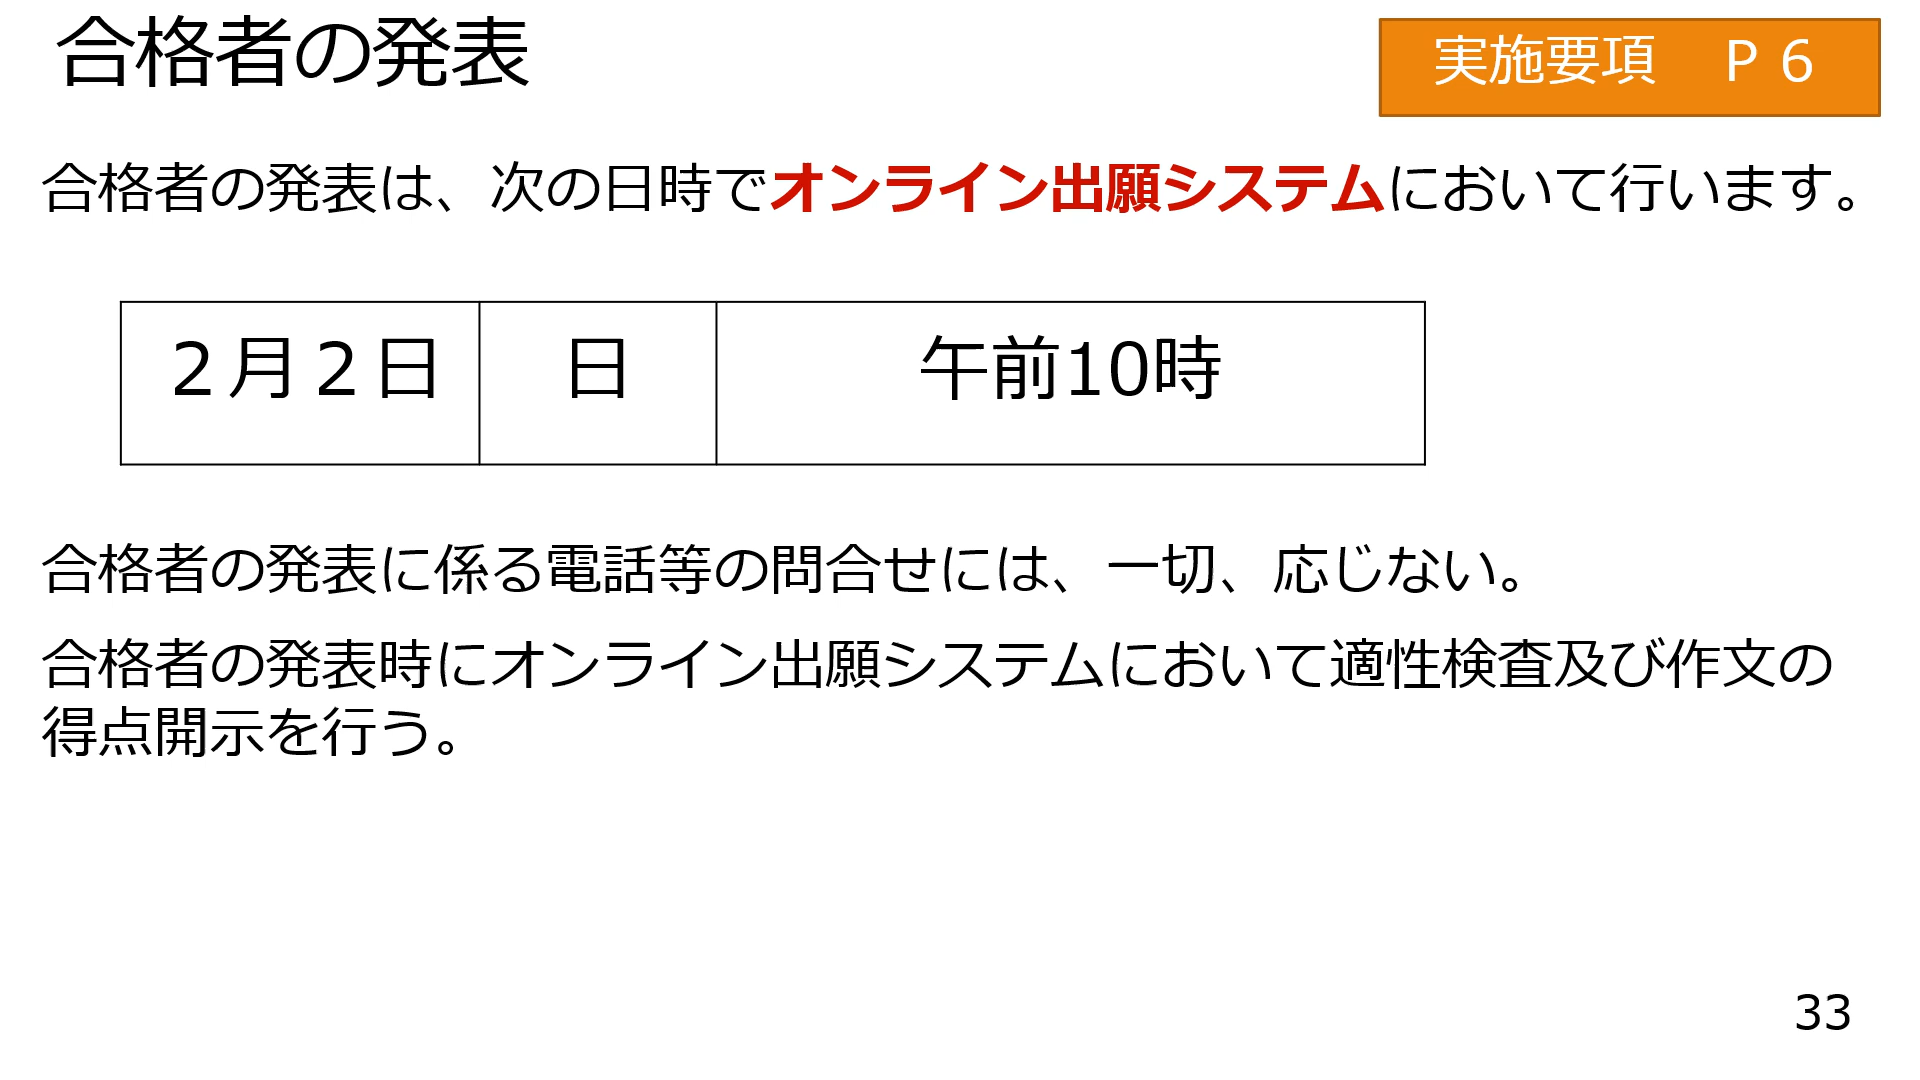 合格者の発表
実施要項　Ｐ６
合格者の発表は、次の日時でオンライン出願システムにおいて行います。
２月２日　日　午前10時
合格者の発表に係る電話等の問合せには、一切、応じない。
合格者の発表時にオンライン出願システムにおいて適性検査及び作文の
得点開示を行う。
33